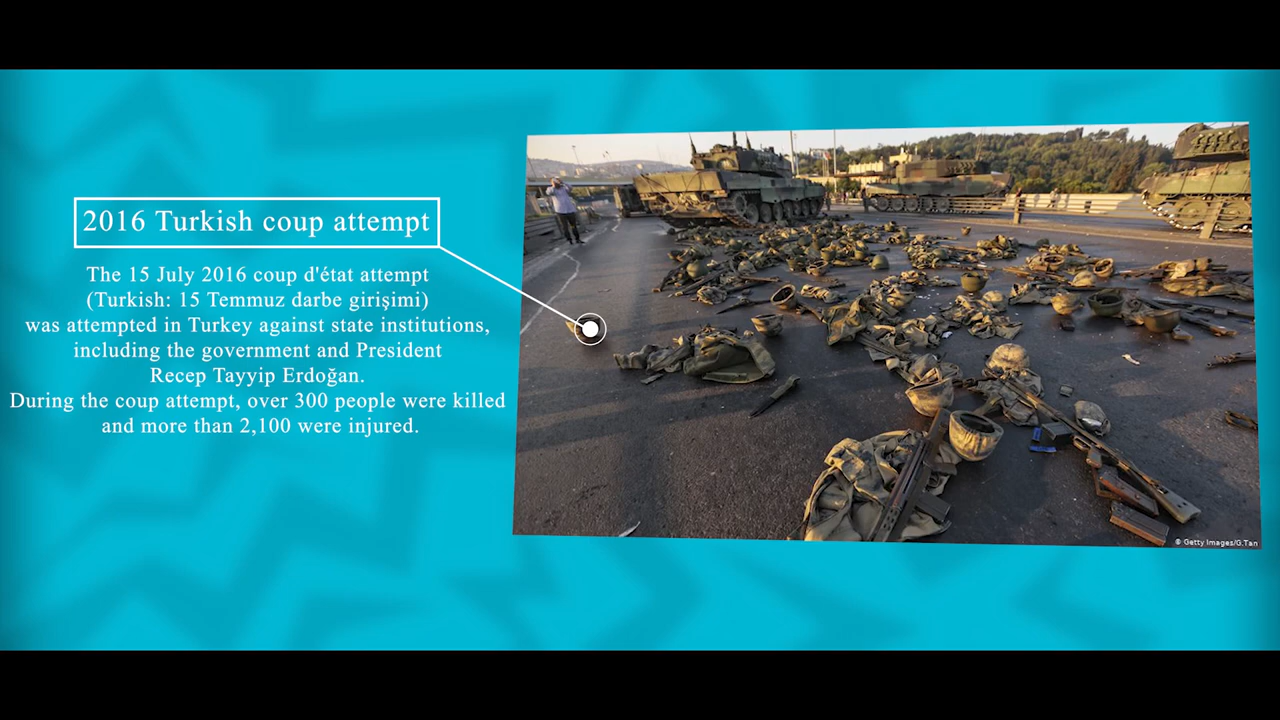 2016 Turkish coup attempt
The 15 July 2016 coup d'état attempt
(Turkish: 15 Temmuz darbe girişimi)
was attempted in Turkey against state institutions,
including the government and President
Recep Tayyip Erdoğan.
During the coup attempt, over 300 people were killed
and more than 2,100 were injured.
© Getty Images/G.Tan